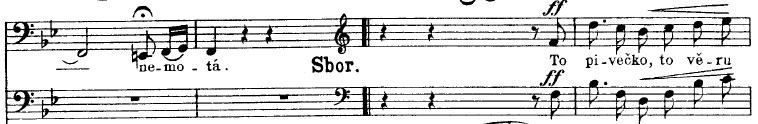 ff
ne-mo-tá. Sbor. To pi-večko, to vě-ru
ff